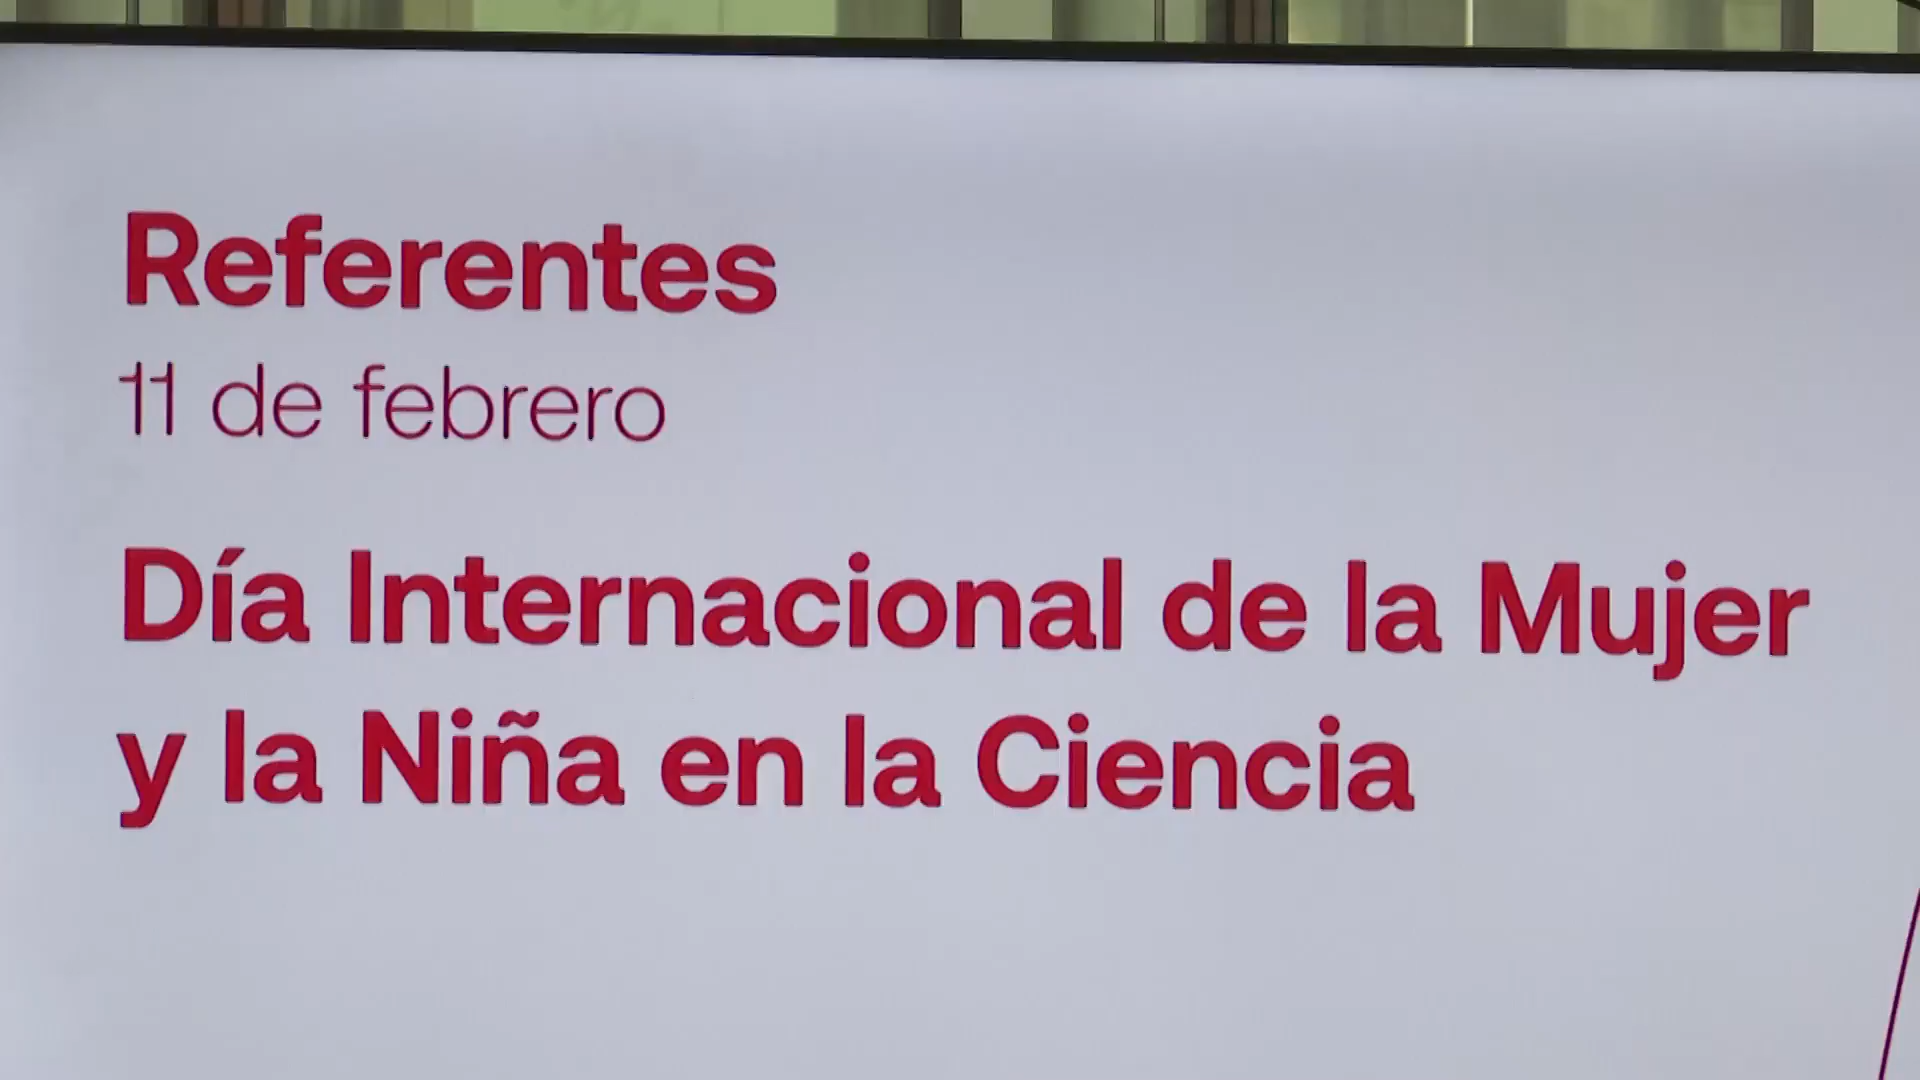 Referentes
11 de febrero
Día Internacional de la Mujer
y la Niña en la Ciencia